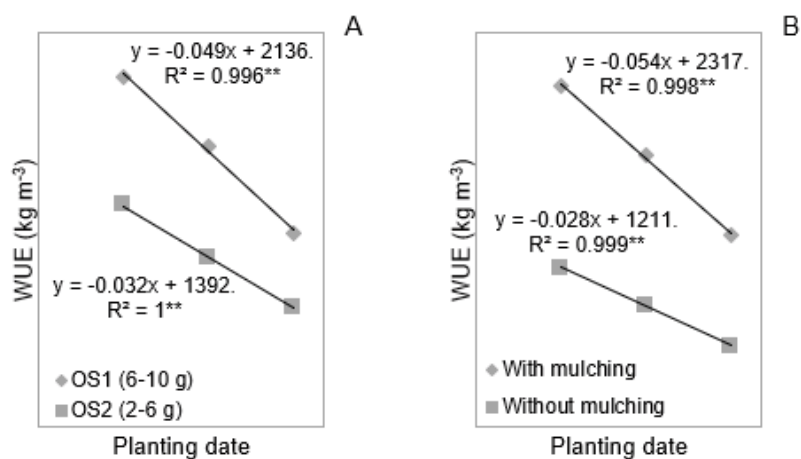 A
y = -0.049x + 2136.
R² = 0.996**
y = -0.032x + 1392.
R² = 1**
OS1 (6-10 g)
OS2 (2-6 g)
WUE (kg m⁻³)
Planting date
B
y = -0.054x + 2317.
R² = 0.998**
y = -0.028x + 1211.
R² = 0.999**
With mulching
Without mulching
WUE (kg m⁻³)
Planting date